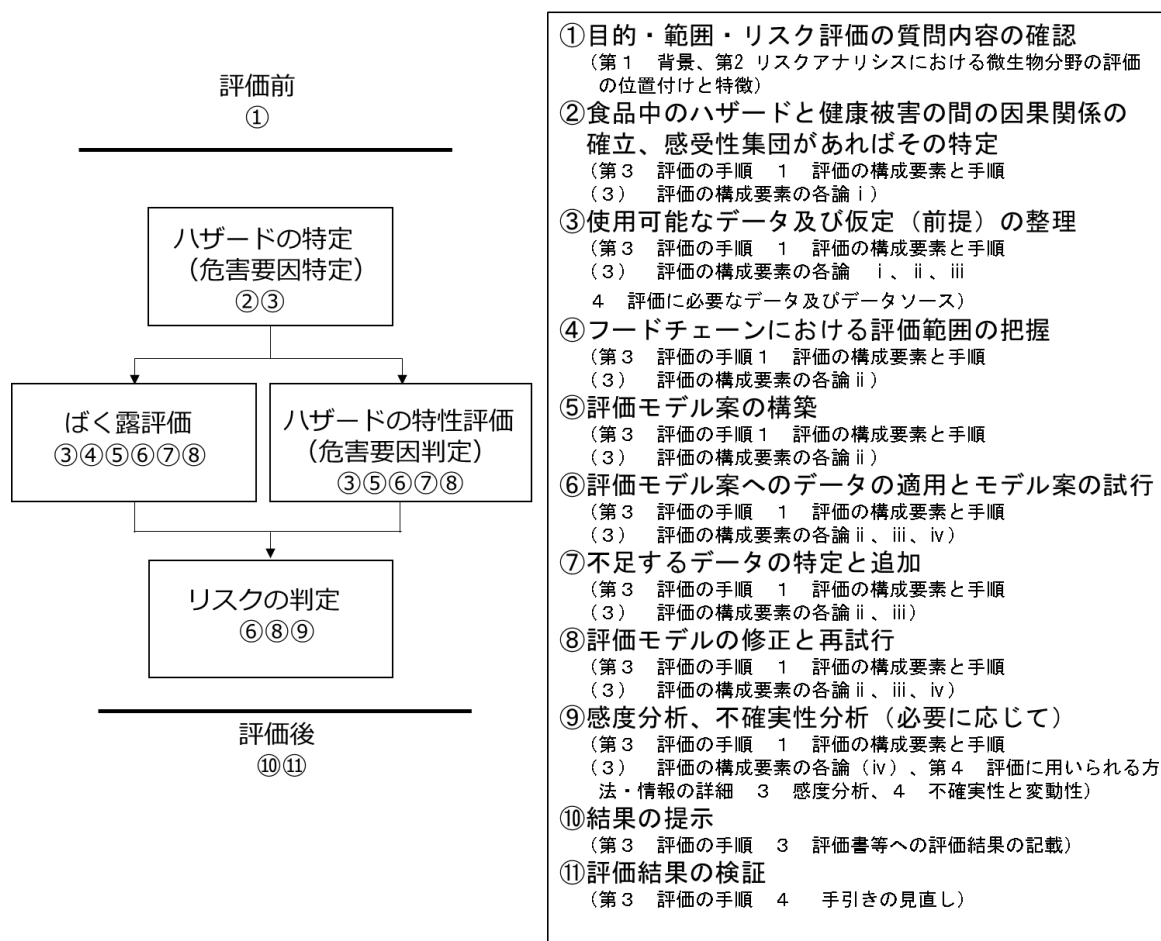 評価前
①
ハザードの特定
（危害要因特定）
②③
ばく露評価
③④⑤⑥⑦⑧
ハザードの特性評価
（危害要因判定）
③⑤⑥⑦⑧
リスクの判定
⑥⑧⑨
評価後
⑩⑪
①目的・範囲・リスク評価の質問内容の確認
（第１　背景、第2 リスクアナリシスにおける微生物分野の評価
の位置付けと特徴）
②食品中のハザードと健康被害の間の因果関係の
確立、感受性集団があればその特定
（第３　評価の手順　１　評価の構成要素と手順
（３）　評価の構成要素の各論ⅰ）
③使用可能なデータ及び仮定（前提）の整理
（第３　評価の手順　１　評価の構成要素と手順
（３）　評価の構成要素の各論　ⅰ、ⅱ、ⅲ
４　評価に必要なデータ及びデータソース）
④フードチェーンにおける評価範囲の把握
（第３　評価の手順１　評価の構成要素と手順
（３）　評価の構成要素の各論ⅱ）
⑤評価モデル案の構築
（第３　評価の手順１　評価の構成要素と手順
（３）　評価の構成要素の各論ⅱ）
⑥評価モデル案へのデータの適用とモデル案の試行
（第３　評価の手順　１　評価の構成要素と手順
（３）　評価の構成要素の各論ⅱ、ⅲ、ⅳ）
⑦不足するデータの特定と追加
（第３　評価の手順　１　評価の構成要素と手順
（３）　評価の構成要素の各論ⅱ、ⅲ）
⑧評価モデルの修正と再試行
（第３　評価の手順　１　評価の構成要素と手順
（３）　評価の構成要素の各論ⅱ、ⅲ、ⅳ）
⑨感度分析、不確実性分析（必要に応じて）
（第３　評価の手順　１　評価の構成要素と手順
（３）　評価の構成要素の各論（ⅳ）、第４　評価に用いられる方
法・情報の詳細　３　感度分析、４　不確実性と変動性）
⑩結果の提示
（第３　評価の手順　３　評価書等への評価結果の記載）
⑪評価結果の検証
（第３　評価の手順　４　手引きの見直し）